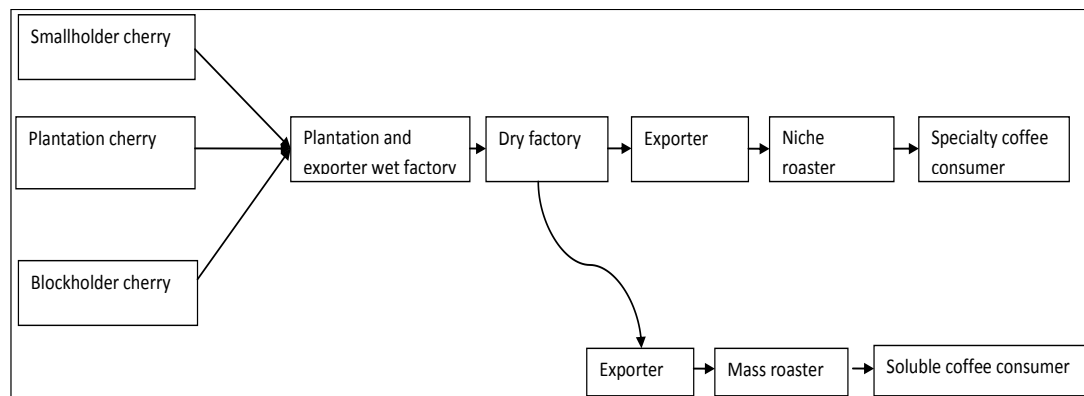 Smallholder cherry
Plantation cherry
Blockholder cherry
Plantation and
exporter wet factory
Dry factory
Exporter
Niche
roaster
Specialty coffee
consumer
Exporter
Mass roaster
Soluble coffee consumer